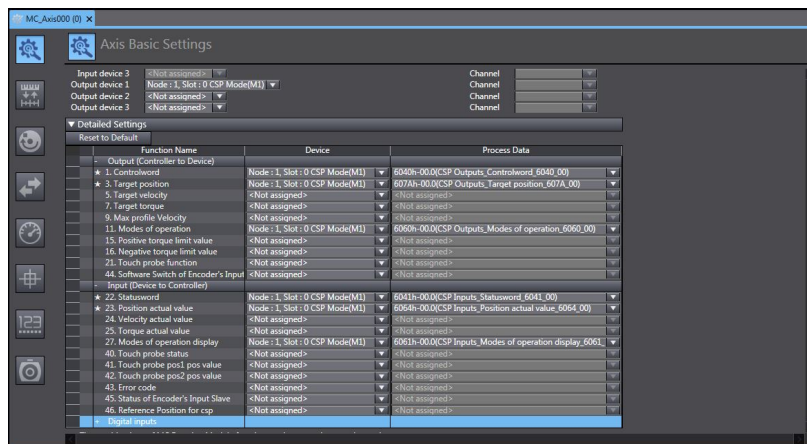 MC_Axis000 (0) ×
Axis Basic Settings
Input device 3 <Not assigned> Channel
Output device 1 Node : 1, Slot : 0 CSP Mode(M1) Channel
Output device 2 <Not assigned> Channel
Output device 3 <Not assigned> Channel
▼ Detailed Settings
Reset to Default
Function Name Device Process Data
- Output (Controller to Device)
★ 1. Controlword Node : 1, Slot : 0 CSP Mode(M1) 6040h-00.0(CSP Outputs_Controlword_6040_00)
★ 3. Target position Node : 1, Slot : 0 CSP Mode(M1) 607Ah-00.0(CSP Outputs_Target position_607A_00)
5. Target velocity <Not assigned> <Not assigned>
7. Target torque <Not assigned> <Not assigned>
9. Max profile Velocity <Not assigned> <Not assigned>
11. Modes of operation Node : 1, Slot : 0 CSP Mode(M1) 6060h-00.0(CSP Outputs_Modes of operation_6060_00)
15. Positive torque limit value <Not assigned> <Not assigned>
16. Negative torque limit value <Not assigned> <Not assigned>
21. Touch probe function <Not assigned> <Not assigned>
44. Software Switch of Encoder's Input <Not assigned> <Not assigned>
- Input (Device to Controller)
★ 22. Statusword Node : 1, Slot : 0 CSP Mode(M1) 6041h-00.0(CSP Inputs_Statusword_6041_00)
★ 23. Position actual value Node : 1, Slot : 0 CSP Mode(M1) 6064h-00.0(CSP Inputs_Position actual value_6064_00)
24. Velocity actual value <Not assigned> <Not assigned>
25. Torque actual value <Not assigned> <Not assigned>
27. Modes of operation display Node : 1, Slot : 0 CSP Mode(M1) 6061h-00.0(CSP Inputs_Modes of operation display_6061_
40. Touch probe status <Not assigned> <Not assigned>
41. Touch probe pos1 pos value <Not assigned> <Not assigned>
42. Touch probe pos2 pos value <Not assigned> <Not assigned>
43. Error code <Not assigned> <Not assigned>
45. Status of Encoder's Input Slave <Not assigned> <Not assigned>
46. Reference Position for csp <Not assigned> <Not assigned>
+ Digital inputs
123